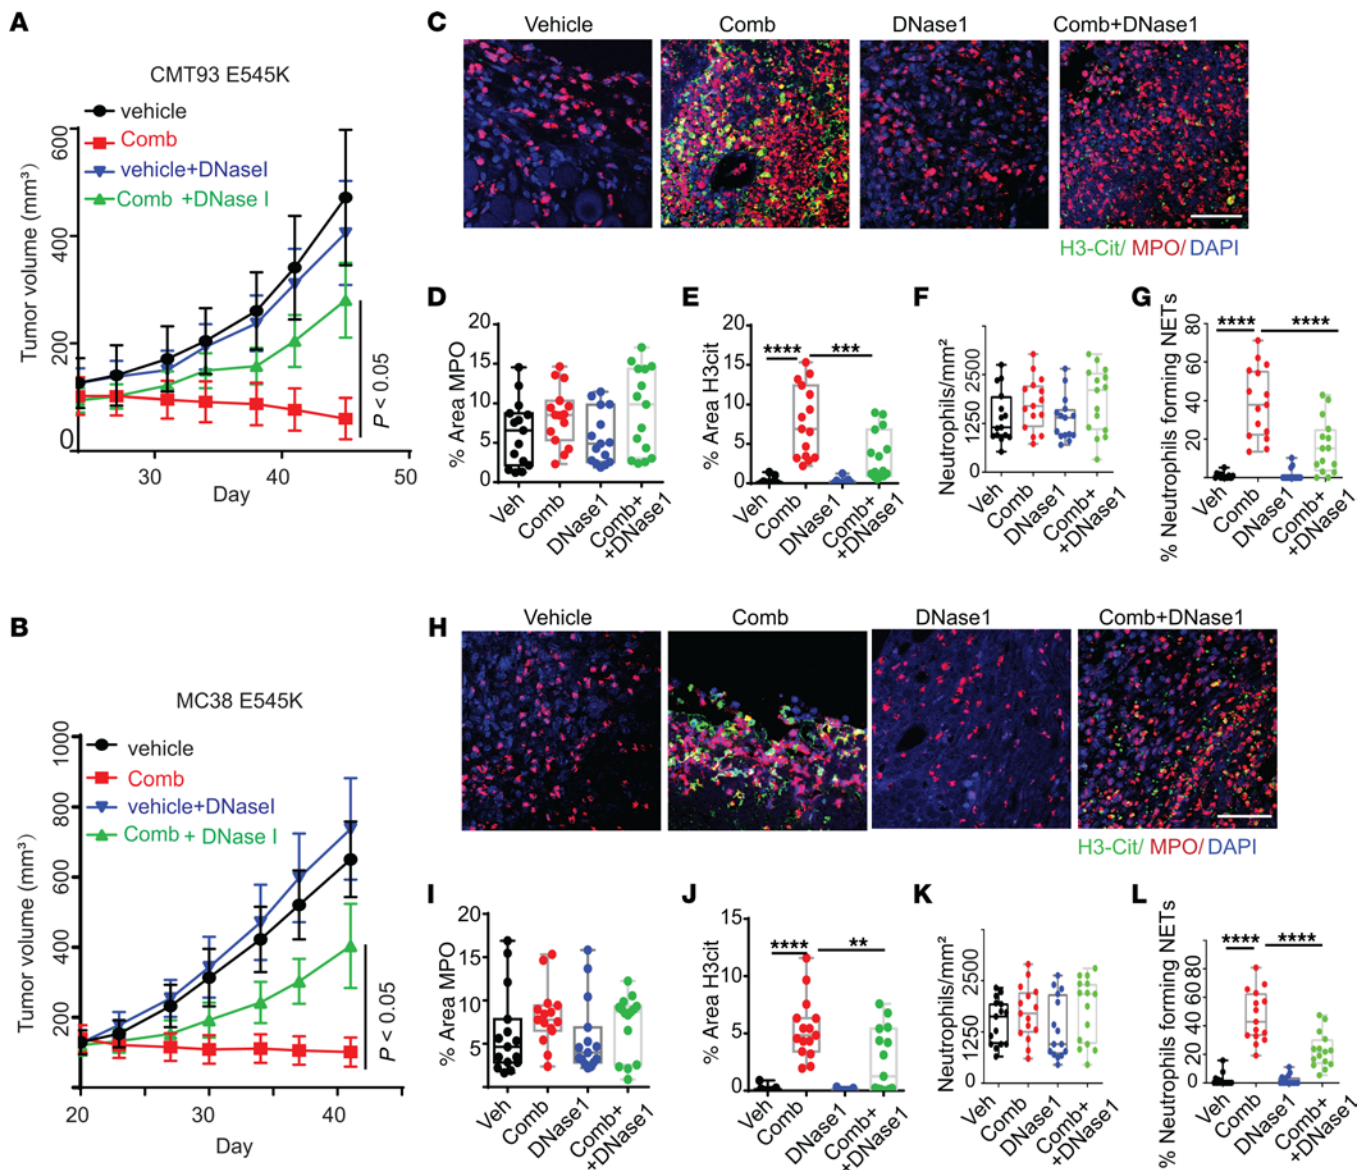 A
CMT93 E545K
vehicle
Comb
vehicle+DNaseI
Comb +DNase I
Tumor volume (mm³)
600
400
200
0
30
40
50
Day
P < 0.05
C
Vehicle
Comb
DNase1
Comb+DNase1
H3-Cit/ MPO/ DAPI
D
% Area MPO
20
15
10
5
0
Veh
Comb
DNase1
Comb+
+DNase1
E
% Area H3cit
20
15
10
5
0
****
***
Veh
Comb
DNase1
Comb+
+DNase1
F
Neutrophils/mm²
2500
1250
0
Veh
Comb
DNase1
Comb+
+DNase1
G
% Neutrophils forming NETs
80
60
40
20
0
****
****
Veh
Comb
DNase1
Comb+
+DNase1
B
MC38 E545K
vehicle
Comb
vehicle+DNaseI
Comb + DNase I
Tumor volume (mm³)
1000
800
600
400
200
20
30
40
Day
P < 0.05
H
Vehicle
Comb
DNase1
Comb+DNase1
H3-Cit/ MPO/ DAPI
I
% Area MPO
20
15
10
5
0
Veh
Comb
DNase1
Comb+
+DNase1
J
% Area H3cit
15
10
5
0
****
**
Veh
Comb
DNase1
Comb+
+DNase1
K
Neutrophils/mm²
2500
1250
0
Veh
Comb
DNase1
Comb+
+DNase1
L
% Neutrophils forming NETs
80
60
40
20
0
****
****
Veh
Comb
DNase1
Comb+
+DNase1